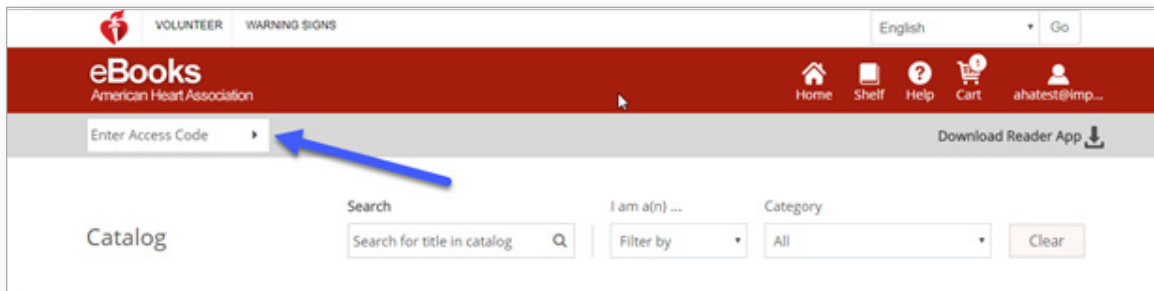 VOLUNTEER WARNING SIGNS English Go
eBooks
American Heart Association
1
Home Shelf Help Cart ahatest@imp...
Enter Access Code Download Reader App
Search I am a(n) ... Category
Catalog Search for title in catalog Filter by All Clear